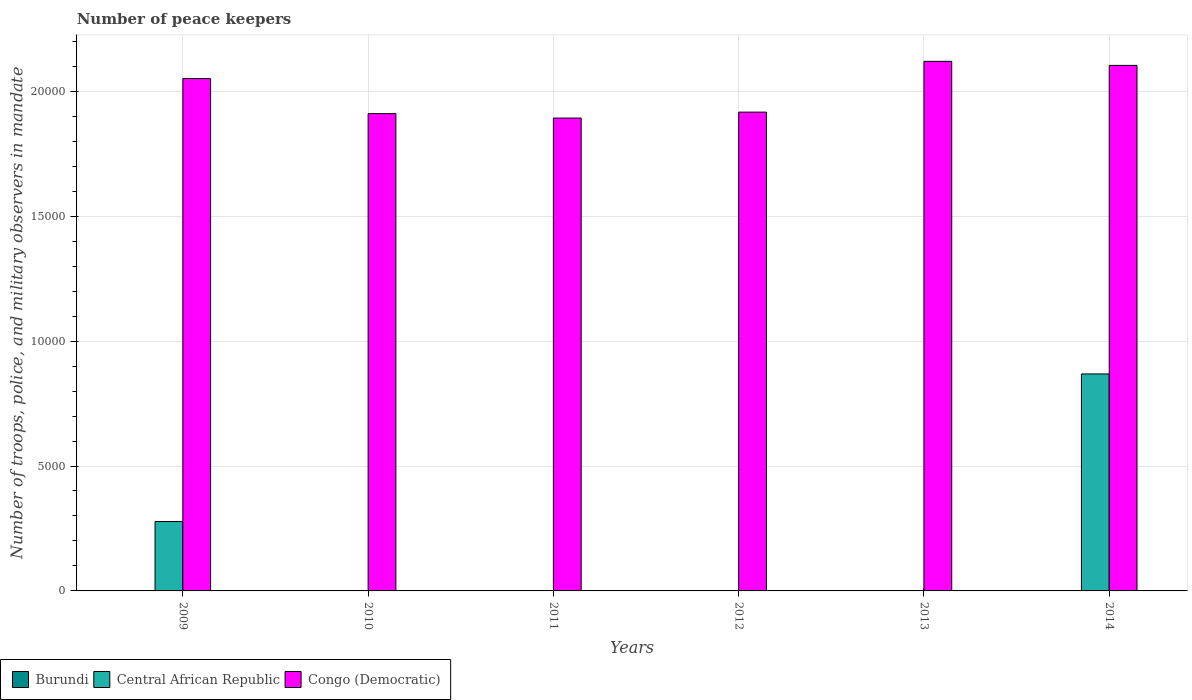 Number of peace keepers
Number of troops, police, and military observers in mandate
0
5000
10000
15000
20000
2009
2010
2011
2012
2013
2014
Years
Burundi
Central African Republic
Congo (Democratic)